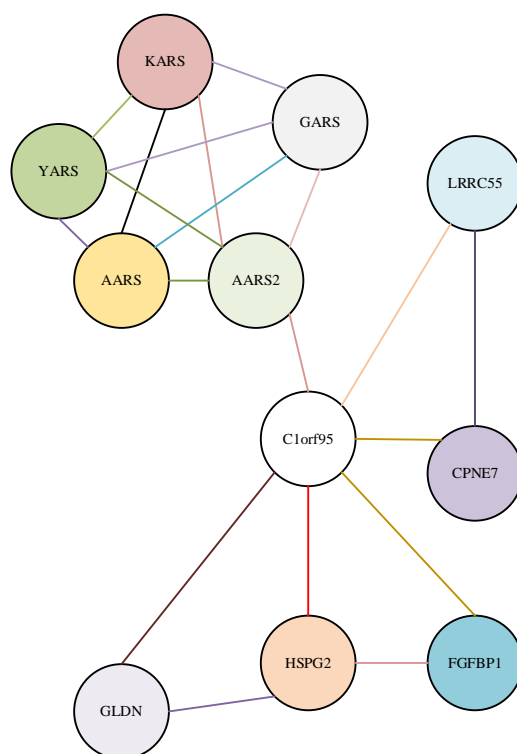 KARS
GARS
YARS
LRRC55
AARS
AARS2
C1orf95
CPNE7
HSPG2
FGFBP1
GLDN